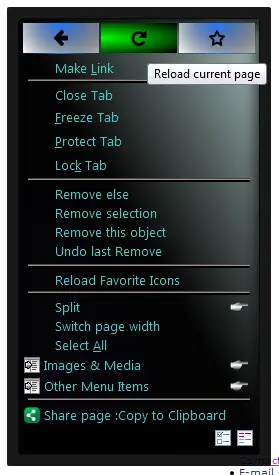 Make Link
Reload current page
Close Tab
Freeze Tab
Protect Tab
Lock Tab
Remove else
Remove selection
Remove this object
Undo last Remove
Reload Favorite Icons
Split
Switch page width
Select All
Images & Media
Other Menu Items
Share page :Copy to Clipboard